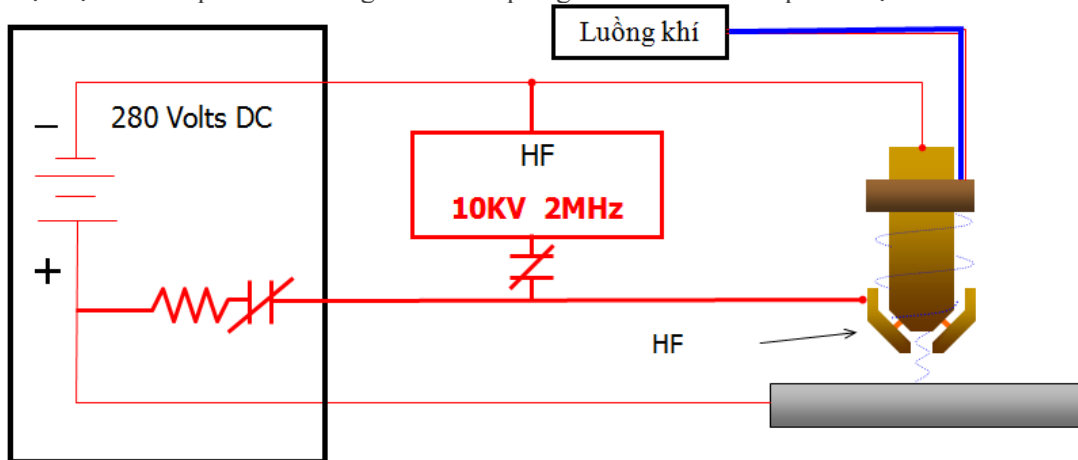 Luồng khí
280 Volts DC
HF
10KV 2MHz
HF